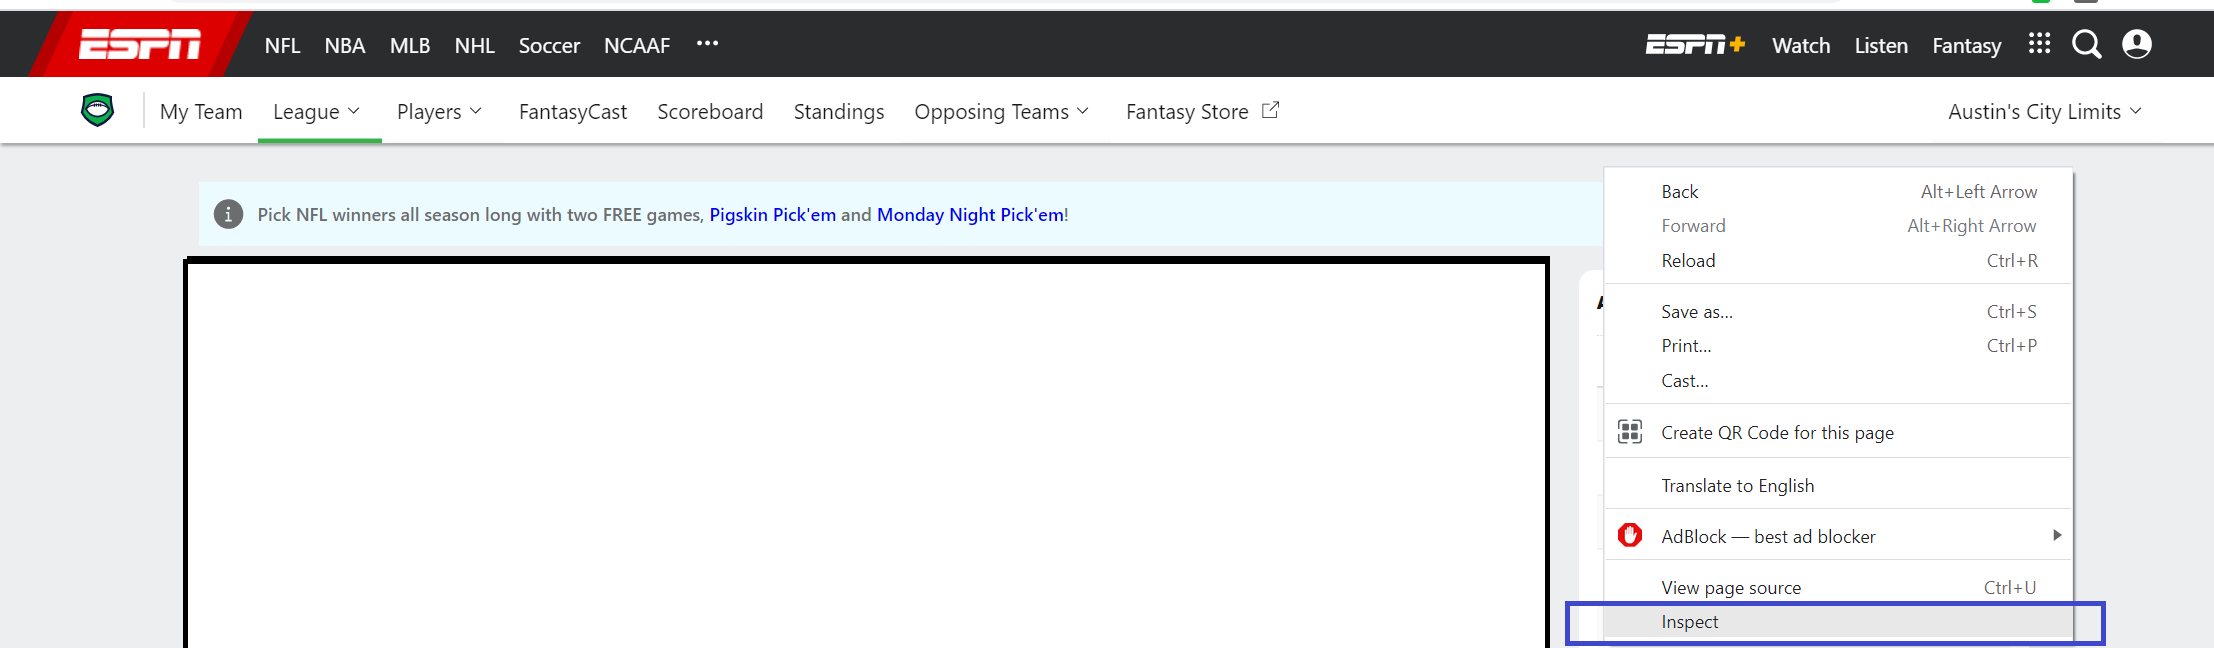 ESPN NFL NBA MLB NHL Soccer NCAAF ••• ESPN+ Watch Listen Fantasy
My Team League Players FantasyCast Scoreboard Standings Opposing Teams Fantasy Store Austin's City Limits
Pick NFL winners all season long with two FREE games, Pigskin Pick'em and Monday Night Pick'em!
Back Alt+Left Arrow
Forward Alt+Right Arrow
Reload Ctrl+R
Save as... Ctrl+S
Print... Ctrl+P
Cast...
Create QR Code for this page
Translate to English
AdBlock — best ad blocker
View page source Ctrl+U
Inspect